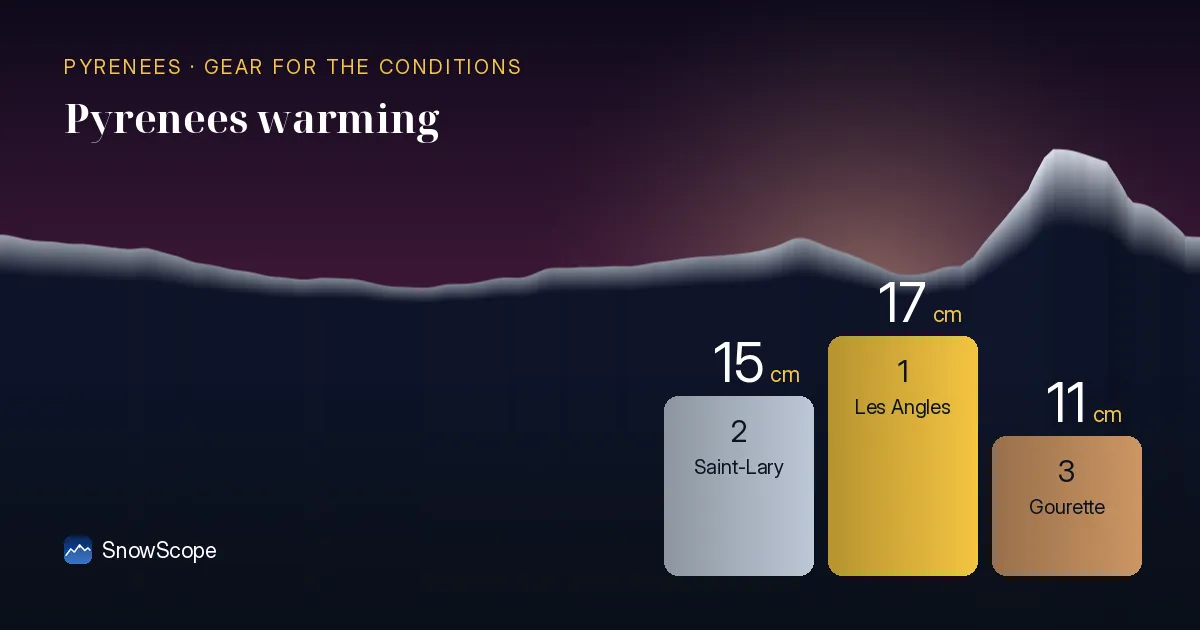 PYRENEES · GEAR FOR THE CONDITIONS
Pyrenees warming
17 cm
1
Les Angles
15 cm
2
Saint-Lary
11 cm
3
Gourette
SnowScope